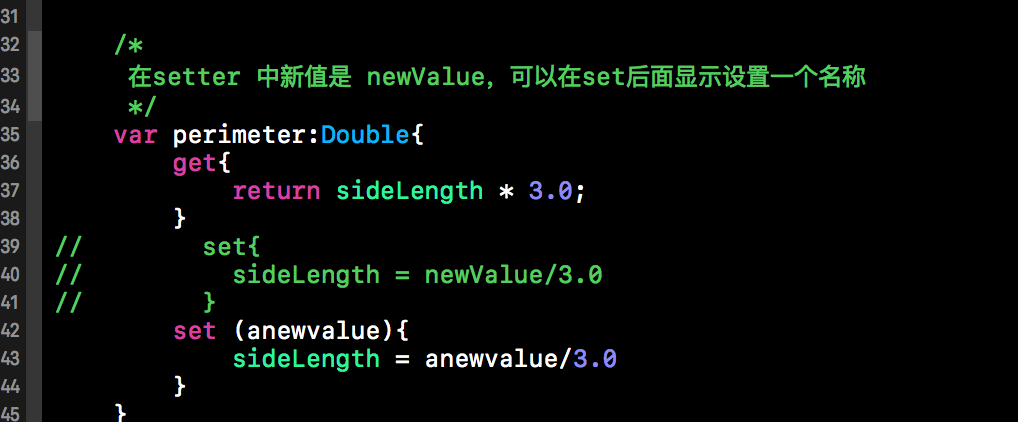 31
32 /*
33 在setter 中新值是 newValue，可以在set后面显示设置一个名称
34 */
35 var perimeter:Double{
36 get{
37 return sideLength * 3.0;
38 }
39 // set{
40 // sideLength = newValue/3.0
41 // }
42 set (anewvalue){
43 sideLength = anewvalue/3.0
44 }
45 }